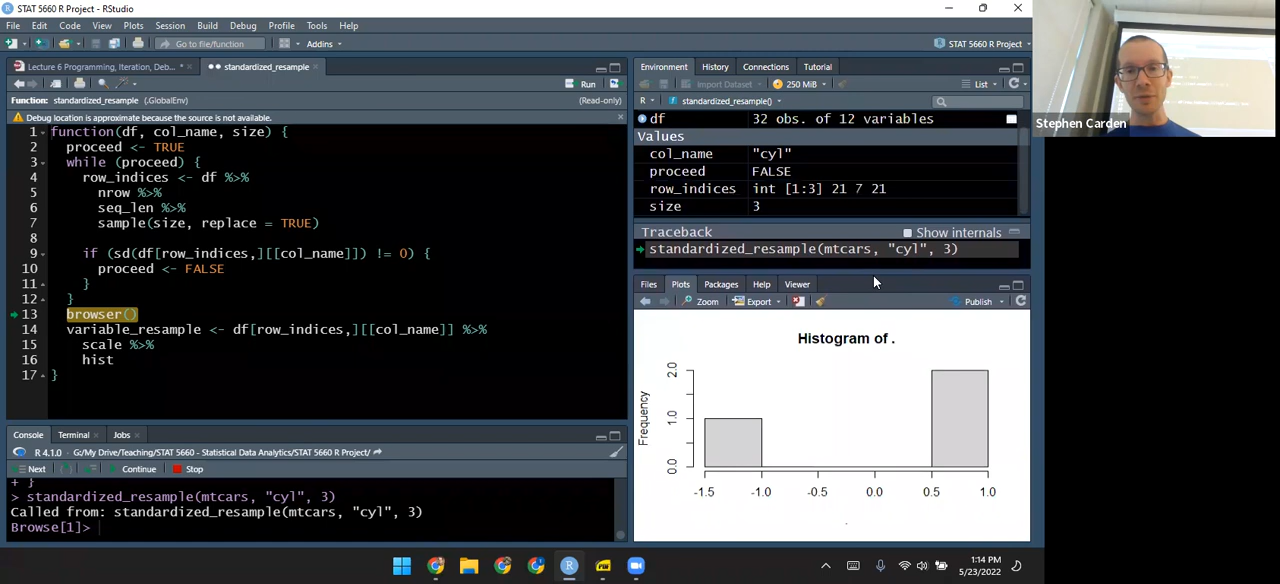 STAT 5660 R Project - RStudio
File Edit Code View Plots Session Build Debug Profile Tools Help
Go to file/function Addins STAT 5660 R Project
Lecture 6 Programming, Iteration, Deb... standardized_resample
Run
Function: standardized_resample (.GlobalEnv) (Read-only)
Debug location is approximate because the source is not available.
1 function(df, col_name, size) {
2 proceed <- TRUE
3 while (proceed) {
4 row_indices <- df %>%
5 nrow %>%
6 seq_len %>%
7 sample(size, replace = TRUE)
8
9 if (sd(df[row_indices,][[col_name]]) != 0) {
10 proceed <- FALSE
11 }
12 }
13 browser()
14 variable_resample <- df[row_indices,][[col_name]] %>%
15 scale %>%
16 hist
17 }
Console Terminal Jobs
R 4.1.0 · G:/My Drive/Teaching/STAT 5660 - Statistical Data Analytics/STAT 5660 R Project/
Next Continue Stop
+ }
> standardized_resample(mtcars, "cyl", 3)
Called from: standardized_resample(mtcars, "cyl", 3)
Browse[1]>
Environment History Connections Tutorial
Import Dataset 250 MiB List
R standardized_resample()
df 32 obs. of 12 variables
Values
col_name "cyl"
proceed FALSE
row_indices int [1:3] 21 7 21
size 3
Traceback Show internals
standardized_resample(mtcars, "cyl", 3)
Files Plots Packages Help Viewer
Zoom Export Publish
Histogram of .
Frequency
2.0
1.0
0.0
-1.5 -1.0 -0.5 0.0 0.5 1.0
.
Stephen Carden
1:14 PM
5/23/2022